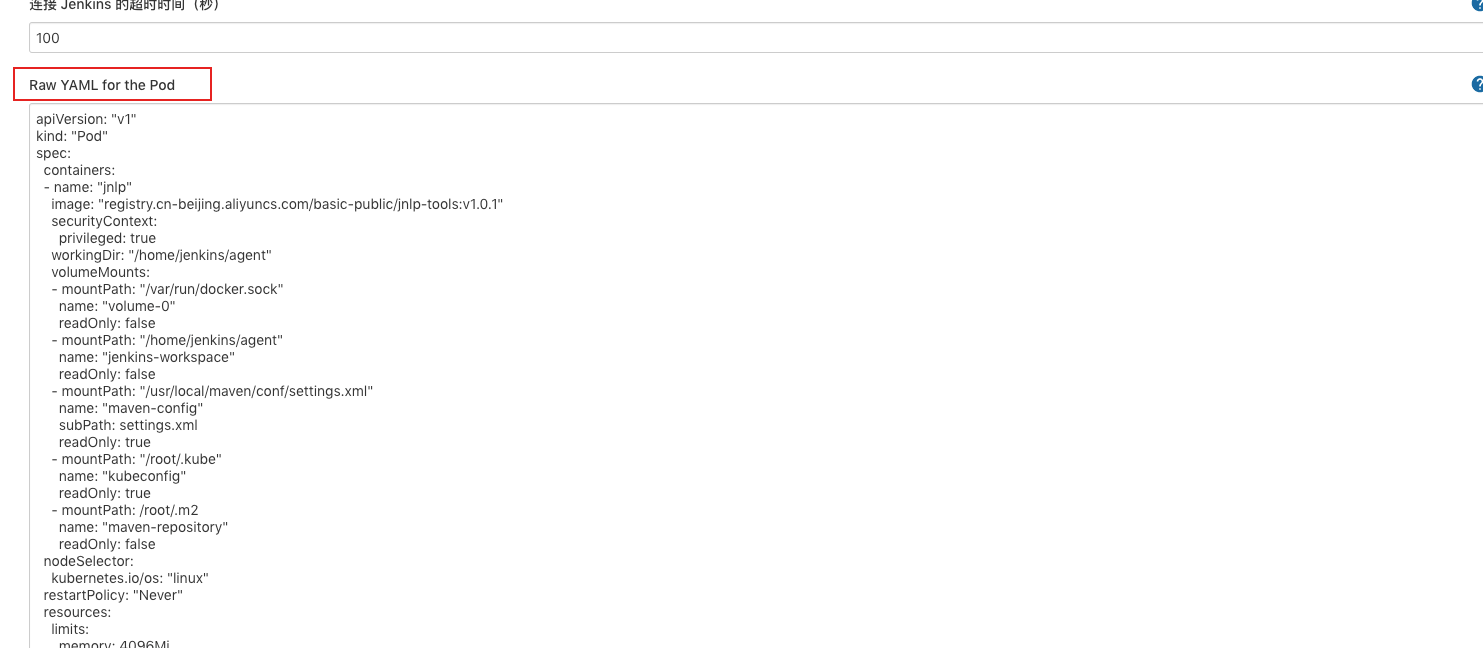 连接 Jenkins 的超时时间（秒）
100
Raw YAML for the Pod
apiVersion: "v1"
kind: "Pod"
spec:
  containers:
  - name: "jnlp"
    image: "registry.cn-beijing.aliyuncs.com/basic-public/jnlp-tools:v1.0.1"
    securityContext:
      privileged: true
    workingDir: "/home/jenkins/agent"
    volumeMounts:
    - mountPath: "/var/run/docker.sock"
      name: "volume-0"
      readOnly: false
    - mountPath: "/home/jenkins/agent"
      name: "jenkins-workspace"
      readOnly: false
    - mountPath: "/usr/local/maven/conf/settings.xml"
      name: "maven-config"
      subPath: settings.xml
      readOnly: true
    - mountPath: "/root/.kube"
      name: "kubeconfig"
      readOnly: true
    - mountPath: /root/.m2
      name: "maven-repository"
      readOnly: false
  nodeSelector:
    kubernetes.io/os: "linux"
  restartPolicy: "Never"
  resources:
    limits:
      memory: 4096Mi